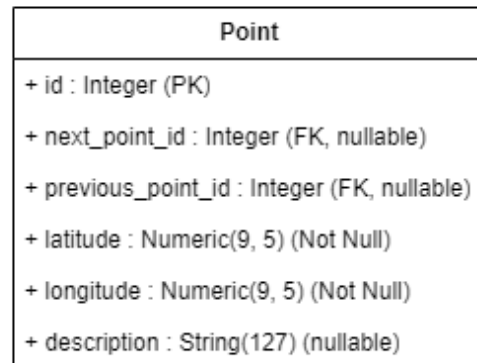 Point
+ id : Integer (PK)
+ next_point_id : Integer (FK, nullable)
+ previous_point_id : Integer (FK, nullable)
+ latitude : Numeric(9, 5) (Not Null)
+ longitude : Numeric(9, 5) (Not Null)
+ description : String(127) (nullable)